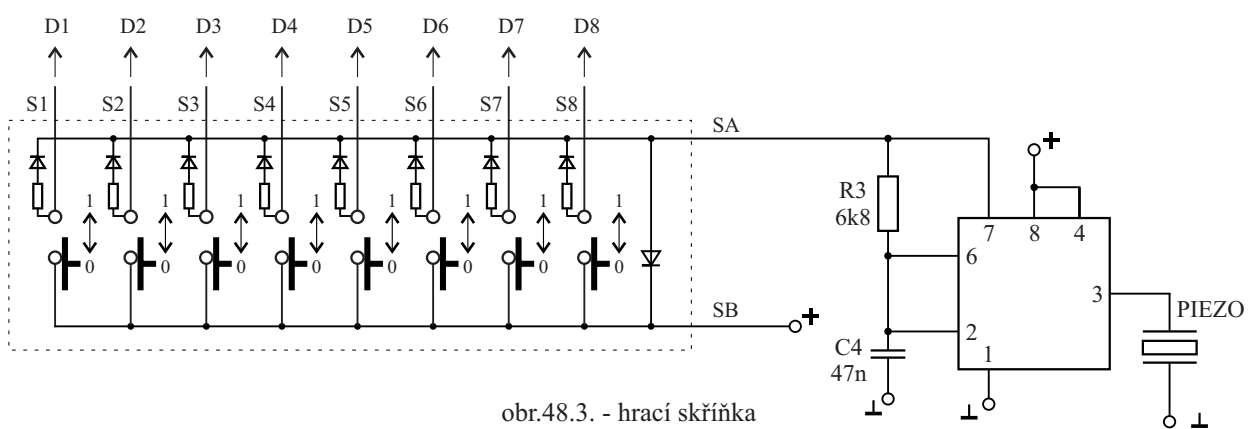 D1 D2 D3 D4 D5 D6 D7 D8
S1 S2 S3 S4 S5 S6 S7 S8
SA
+
R3
6k8
7 8 4
1 1 1 1 1 1 1 1
6
0 0 0 0 0 0 0 0
3
PIEZO
SB
+
2
C4
47n
1
obr.48.3. - hrací skříňka